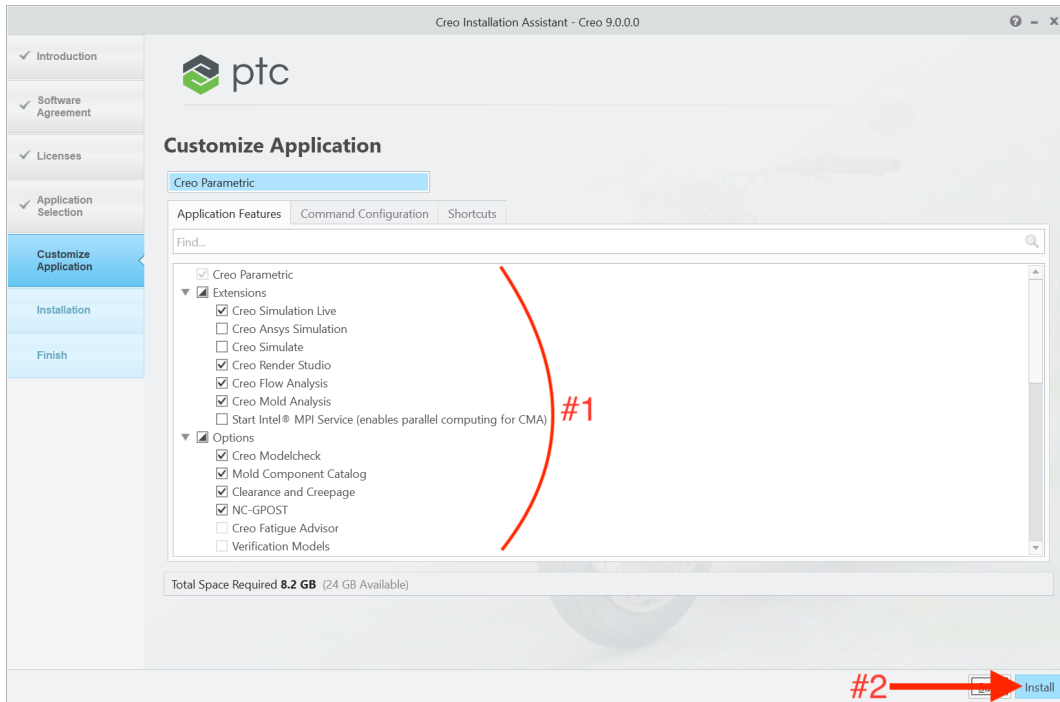 Creo Installation Assistant - Creo 9.0.0.0
Introduction
Software
Agreement
Licenses
Application
Selection
Customize
Application
Installation
Finish
ptc
Customize Application
Creo Parametric
Application Features Command Configuration Shortcuts
Find...
Creo Parametric
Extensions
Creo Simulation Live
Creo Ansys Simulation
Creo Simulate
Creo Render Studio
Creo Flow Analysis
Creo Mold Analysis
Start Intel® MPI Service (enables parallel computing for CMA)
#1
Options
Creo Modelcheck
Mold Component Catalog
Clearance and Creepage
NC-GPOST
Creo Fatigue Advisor
Verification Models
Total Space Required 8.2 GB (24 GB Available)
#2 Install